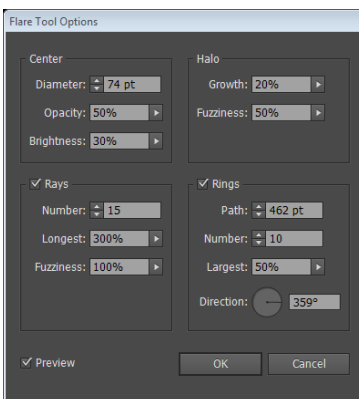 Flare Tool Options
Center
Diameter: 74 pt
Opacity: 50%
Brightness: 30%
Halo
Growth: 20%
Fuzziness: 50%
Rays
Number: 15
Longest: 300%
Fuzziness: 100%
Rings
Path: 462 pt
Number: 10
Largest: 50%
Direction: 359°
Preview
OK
Cancel